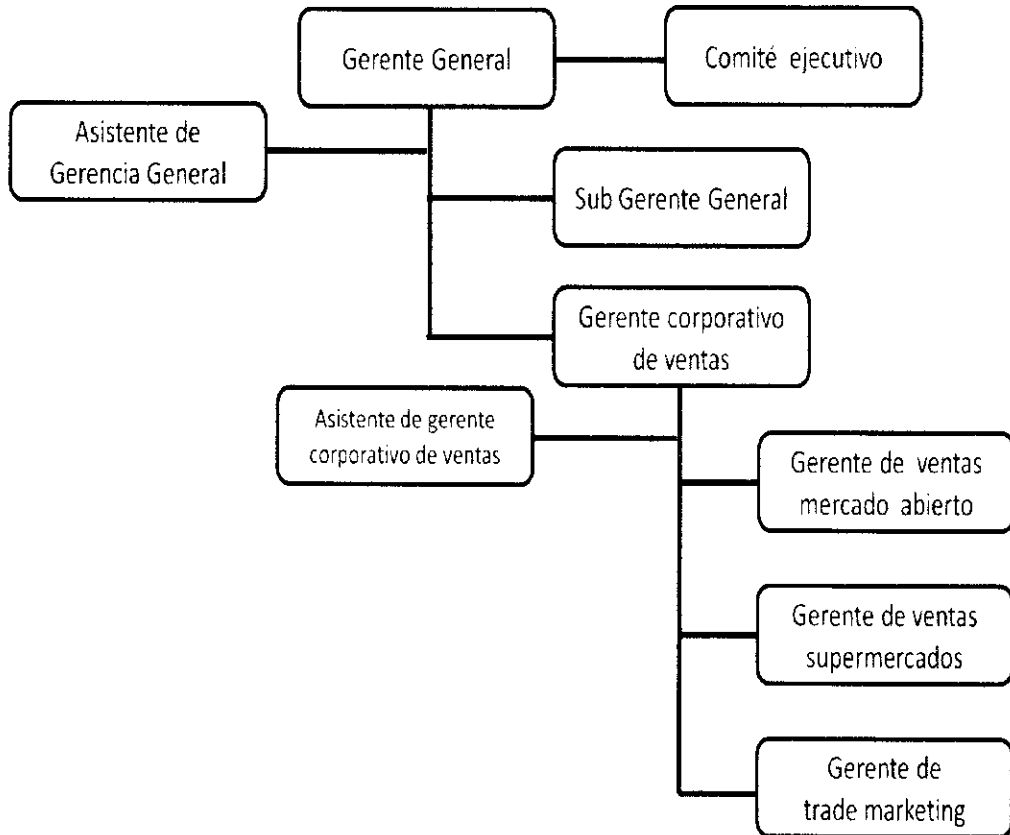 Gerente General
Comité ejecutivo
Asistente de
Gerencia General
Sub Gerente General
Gerente corporativo
de ventas
Asistente de gerente
corporativo de ventas
Gerente de ventas
mercado abierto
Gerente de ventas
supermercados
Gerente de
trade marketing